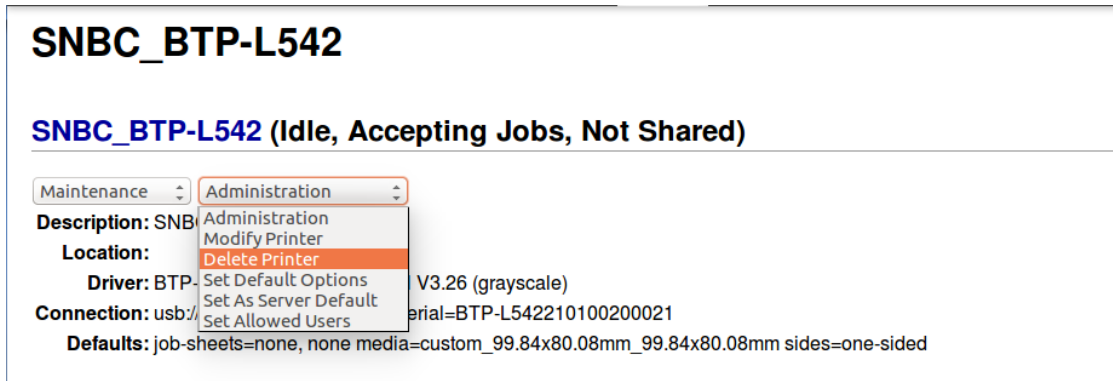 SNBC_BTP-L542
SNBC_BTP-L542 (Idle, Accepting Jobs, Not Shared)
Maintenance Administration
Administration
Modify Printer
Delete Printer
Set Default Options
Set As Server Default
Set Allowed Users
Description: SNB
Location:
Driver: BTP- V3.26 (grayscale)
Connection: usb:/ erial=BTP-L542210100200021
Defaults: job-sheets=none, none media=custom_99.84x80.08mm_99.84x80.08mm sides=one-sided